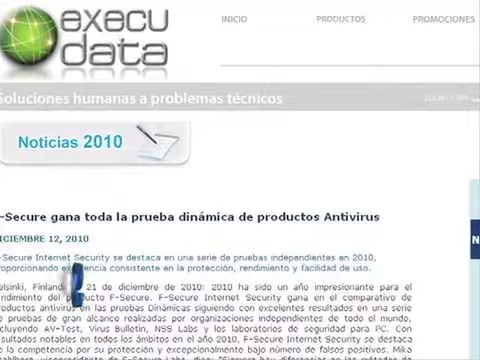 execu
data
INICIO PRODUCTOS PROMOCIONES
Soluciones humanas a problemas técnicos
Noticias 2010
-Secure gana toda la prueba dinámica de productos Antivirus
DICIEMBRE 12, 2010
-Secure Internet Security se destaca en una serie de pruebas independientes en 2010,
roporcionando excelencia consistente en la protección, rendimiento y facilidad de uso.
elsinki, Finlandi 21 de diciembre de 2010: 2010 ha sido un año impresionante para el
endimiento del producto F-Secure. F-Secure Internet Security gana en el comparativo de
roductos antivirus en las pruebas Dinámicas siguiendo con excelentes resultados en una serie
e pruebas de gran alcance realizadas por organizaciones independientes de todo el mundo,
cluyendo AV-Test, Virus Bulletin, NSS Labs y los laboratorios de seguridad para PC. Con
esultados notables en todos los ámbitos en el año 2010, F-Secure Internet Security se destaca
e la competencia por su protección y excepcionalmente bajo número de falsos positivos. Mika
N